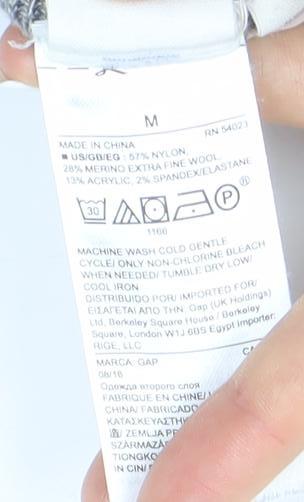 M
RN 54023
MADE IN CHINA
■ US/GB/EG : 57% NYLON,
28% MERINO EXTRA FINE WOOL,
13% ACRYLIC, 2% SPANDEX/ELASTANE
30 P ®
1160
MACHINE WASH COLD GENTLE
CYCLE/ ONLY NON-CHLORINE BLEACH
WHEN NEEDED/ TUMBLE DRY LOW/
COOL IRON
DISTRIBUIDO POR/ IMPORTED FOR/
ΕΙΣΑΓΕΤΑΙ ΑΠΟ ΤΗΝ: Gap (UK Holdings)
Ltd, Berkeley Square House / Berkeley
Square, London W1J 6BS Egypt Importer:
RIGE, LLC
MARCA: GAP
08/16
Одежда второго слоя
FABRIQUE EN CHINE/
CHINA/ FABRICADO
ΚΑΤΑΣΚΕΥΑΣΤΗ
ZEMLJA
SZÁRMAZÁ
TIONGKO
IN CIN/